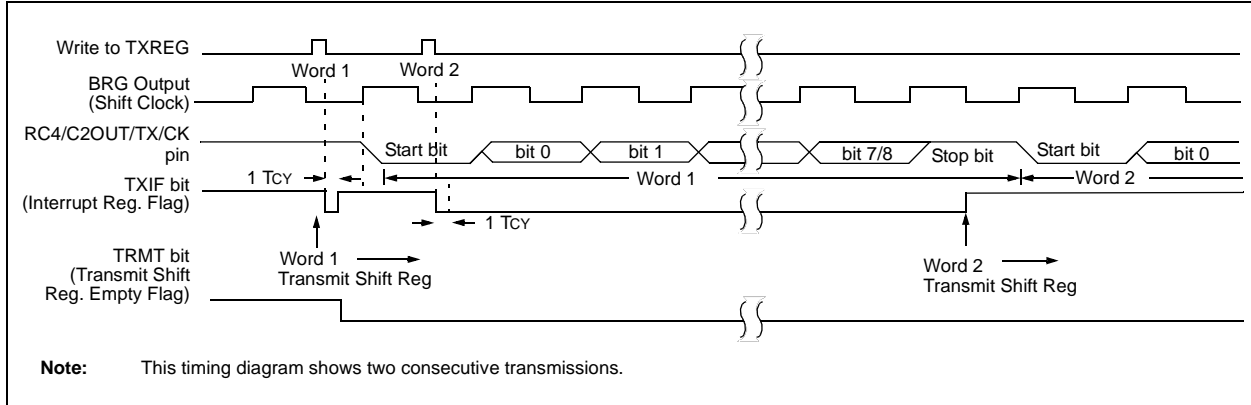 Write to TXREG
Word 1
Word 2
BRG Output
(Shift Clock)
RC4/C2OUT/TX/CK
pin
Start bit
bit 0
bit 1
bit 7/8
Stop bit
Start bit
bit 0
1 TCY
Word 1
Word 2
TXIF bit
(Interrupt Reg. Flag)
1 TCY
TRMT bit
(Transmit Shift
Reg. Empty Flag)
Word 1
Transmit Shift Reg
Word 2
Transmit Shift Reg
Note: This timing diagram shows two consecutive transmissions.